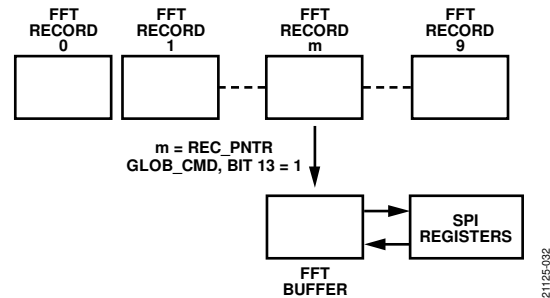 FFT
RECORD
0
FFT
RECORD
1
FFT
RECORD
m
FFT
RECORD
9
m = REC_PNTR
GLOB_CMD, BIT 13 = 1
SPI
REGISTERS
FFT
BUFFER
21125-032